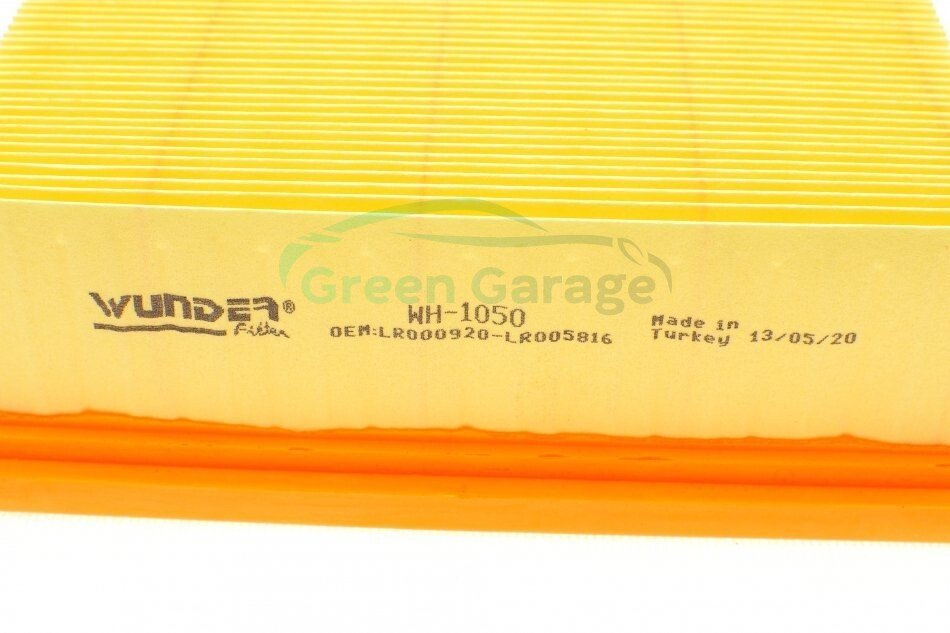 Green Garage
WUNDER®
Filter
WH-1050
OEM:LR000920-LR005816
Made in
Turkey 13/05/20